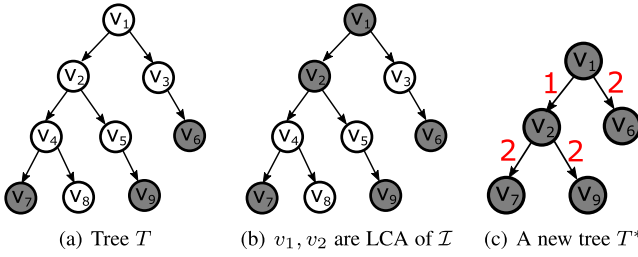 v1
v2
v3
v4
v5
v6
v7
v8
v9
(a) Tree T
v1
v2
v3
v4
v5
v6
v7
v8
v9
(b) v1, v2 are LCA of I
v1
1
2
v2
v6
2
2
v7
v9
(c) A new tree T*